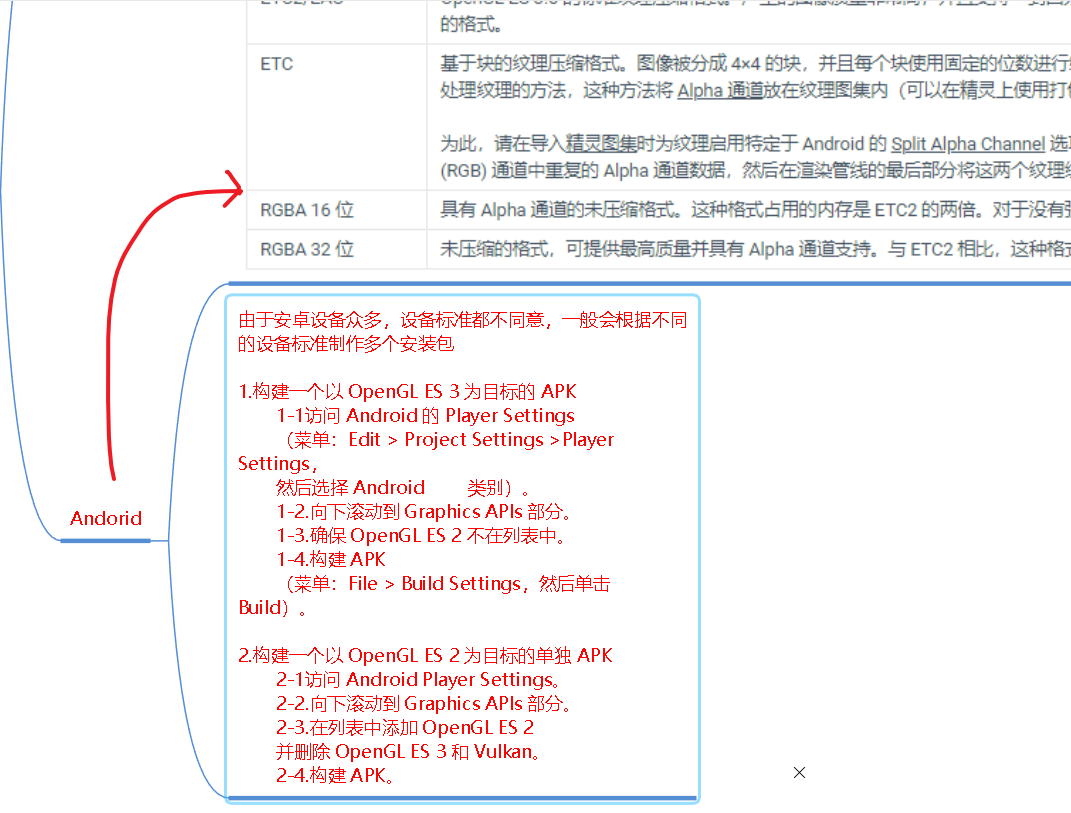 的格式。
ETC
基于块的纹理压缩格式。图像被分成 4×4 的块，并且每个块使用固定的位数进行
处理纹理的方法，这种方法将 Alpha 通道放在纹理图集内（可以在精灵上使用打
为此，请在导入精灵图集时为纹理启用特定于 Android 的 Split Alpha Channel 选
(RGB) 通道中重复的 Alpha 通道数据，然后在渲染管线的最后部分将这两个纹理
RGBA 16 位
具有 Alpha 通道的未压缩格式。这种格式占用的内存是 ETC2 的两倍。对于没有
RGBA 32 位
未压缩的格式，可提供最高质量并具有 Alpha 通道支持。与 ETC2 相比，这种格
由于安卓设备众多，设备标准都不同意，一般会根据不同
的设备标准制作多个安装包
1.构建一个以 OpenGL ES 3 为目标的 APK
1-1访问 Android 的 Player Settings
（菜单：Edit > Project Settings >Player
Settings，
然后选择 Android 类别）。
1-2.向下滚动到 Graphics APIs 部分。
1-3.确保 OpenGL ES 2 不在列表中。
1-4.构建 APK
（菜单：File > Build Settings，然后单击
Build）。
Andorid
2.构建一个以 OpenGL ES 2 为目标的单独 APK
2-1访问 Android Player Settings。
2-2.向下滚动到 Graphics APIs 部分。
2-3.在列表中添加 OpenGL ES 2
并删除 OpenGL ES 3 和 Vulkan。
2-4.构建 APK。